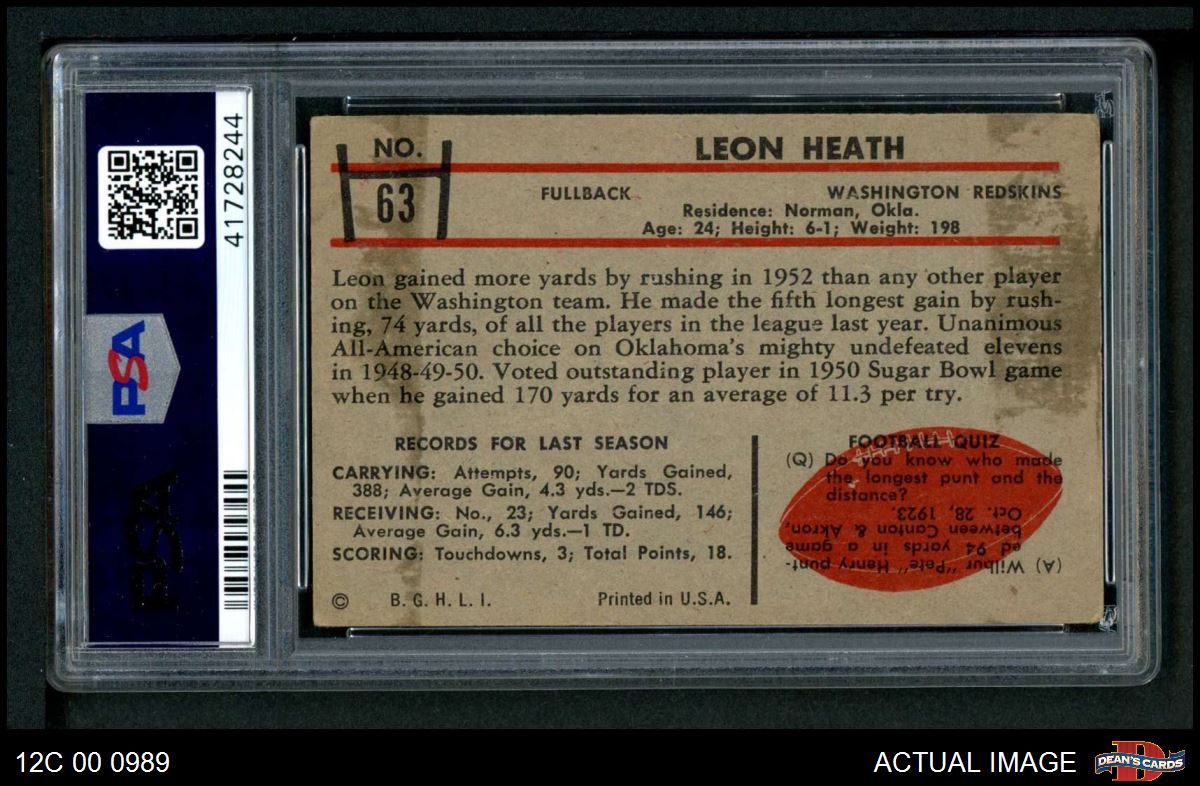 41728244
PSA
PSA
NO.
63
LEON HEATH
FULLBACK
WASHINGTON REDSKINS
Residence: Norman, Okla.
Age: 24; Height: 6-1; Weight: 198
Leon gained more yards by rushing in 1952 than any other player
on the Washington team. He made the fifth longest gain by rush-
ing, 74 yards, of all the players in the league last year. Unanimous
All-American choice on Oklahoma's mighty undefeated elevens
in 1948-49-50. Voted outstanding player in 1950 Sugar Bowl game
when he gained 170 yards for an average of 11.3 per try.
RECORDS FOR LAST SEASON
CARRYING: Attempts, 90; Yards Gained,
388; Average Gain, 4.3 yds.—2 TDS.
RECEIVING: No., 23; Yards Gained, 146;
Average Gain, 6.3 yds.—1 TD.
SCORING: Touchdowns, 3; Total Points, 18.
© B. G. H. L. I. Printed in U.S.A.
FOOTBALL QUIZ
(Q) Do you know who made
the longest punt and the
distance?
(A) Wilbur "Pete" Henry punt-
ed 94 yards in a game
between Canton & Akron,
Oct. 28, 1923.
12C 00 0989
ACTUAL IMAGE
DEAN'S CARDS